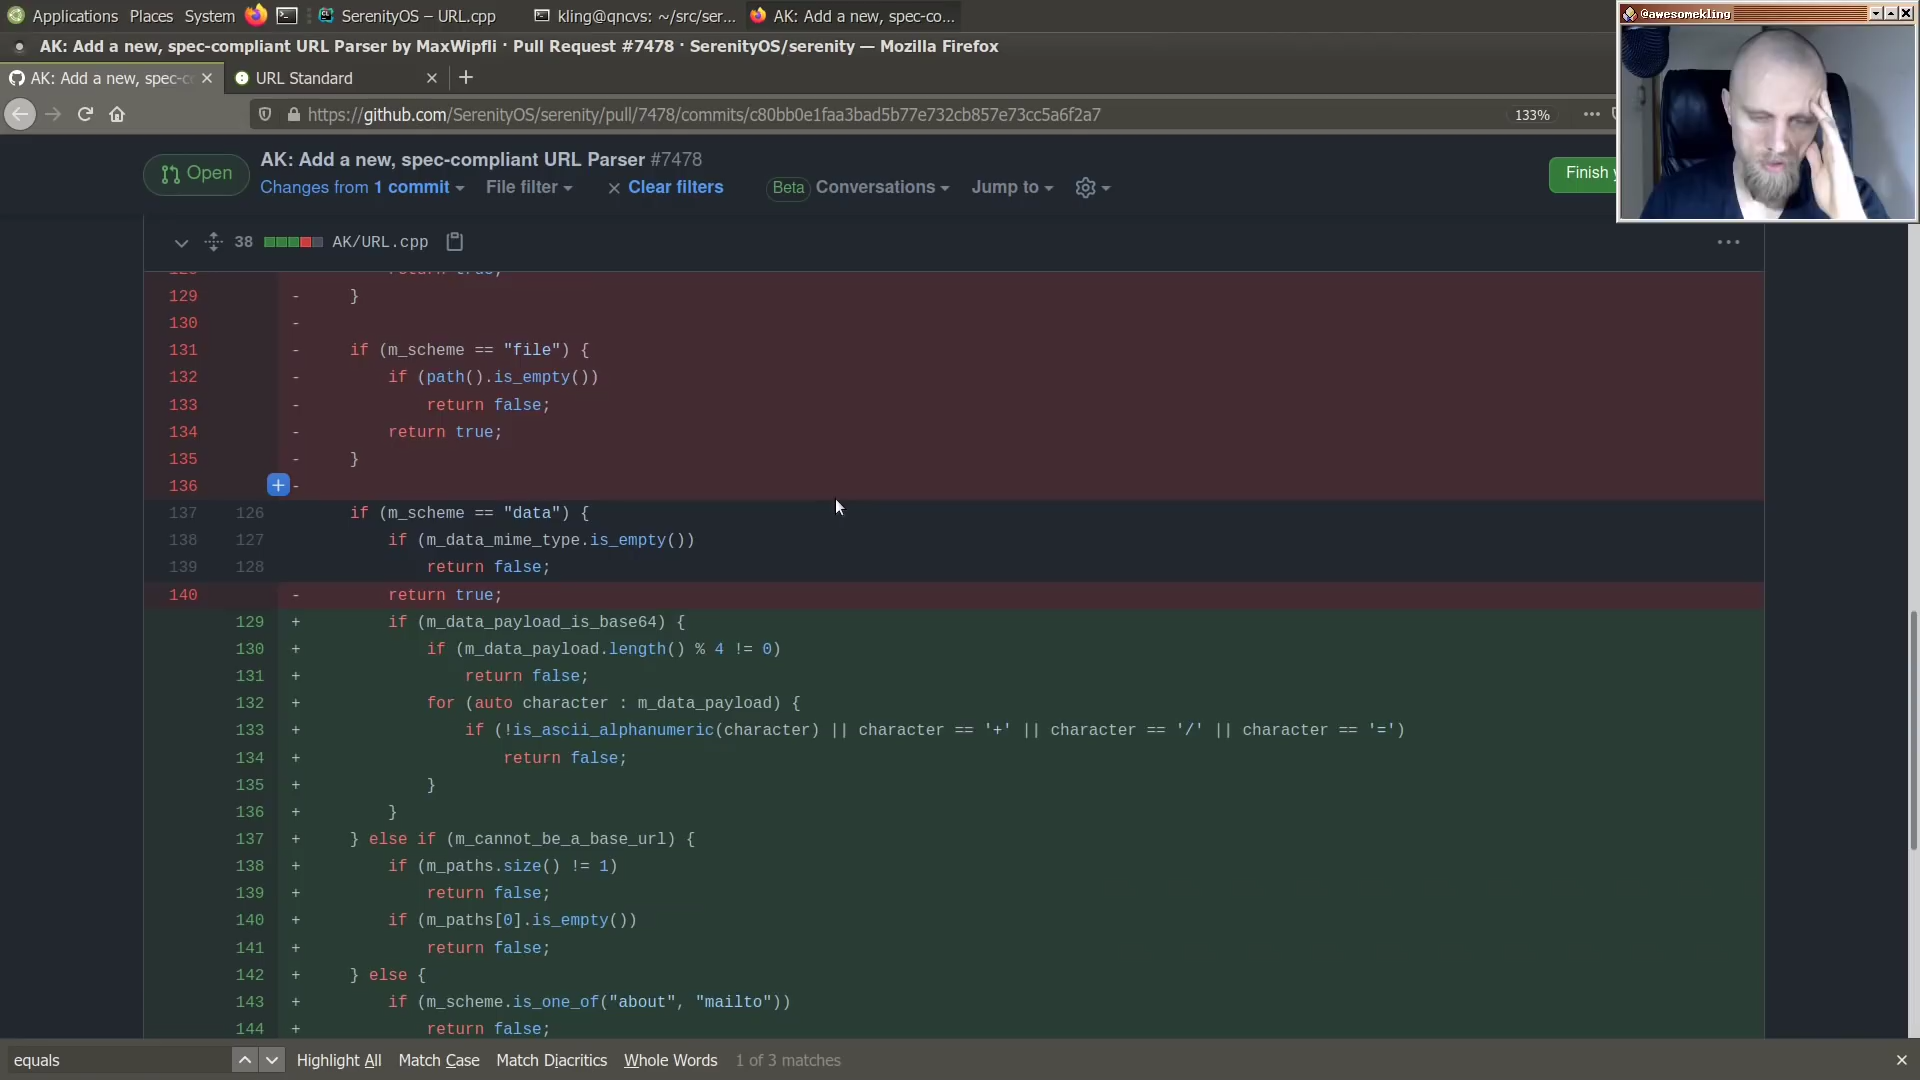 Applications Places System SerenityOS – URL.cpp kling@qncvs: ~/src/ser... AK: Add a new, spec-co...
@awesomekling
AK: Add a new, spec-compliant URL Parser by MaxWipfli · Pull Request #7478 · SerenityOS/serenity — Mozilla Firefox
AK: Add a new, spec-c URL Standard
https://github.com/SerenityOS/serenity/pull/7478/commits/c80bb0e1faa3bad5b77e732cb857e73cc5a6f2a7 133%
Open AK: Add a new, spec-compliant URL Parser #7478
Changes from 1 commit File filter Clear filters Beta Conversations Jump to Finish
38 AK/URL.cpp
129 - }
130 -
131 - if (m_scheme == "file") {
132 - if (path().is_empty())
133 - return false;
134 - return true;
135 - }
136 -
137 126 if (m_scheme == "data") {
138 127 if (m_data_mime_type.is_empty())
139 128 return false;
140 - return true;
129 + if (m_data_payload_is_base64) {
130 + if (m_data_payload.length() % 4 != 0)
131 + return false;
132 + for (auto character : m_data_payload) {
133 + if (!is_ascii_alphanumeric(character) || character == '+' || character == '/' || character == '=')
134 + return false;
135 + }
136 + }
137 + } else if (m_cannot_be_a_base_url) {
138 + if (m_paths.size() != 1)
139 + return false;
140 + if (m_paths[0].is_empty())
141 + return false;
142 + } else {
143 + if (m_scheme.is_one_of("about", "mailto"))
144 + return false;
equals Highlight All Match Case Match Diacritics Whole Words 1 of 3 matches